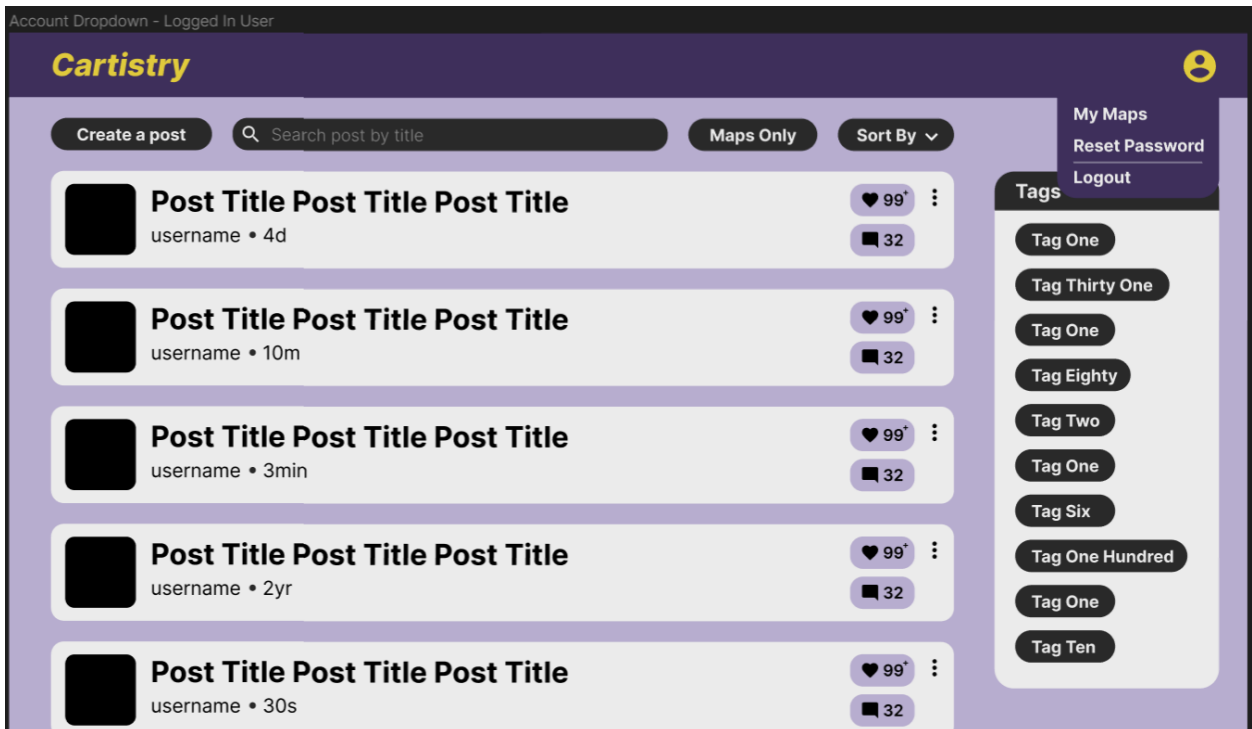 Account Dropdown - Logged In User
Cartistry
My Maps
Reset Password
Logout
Create a post
Search post by title
Maps Only
Sort By
Post Title Post Title Post Title
username • 4d
99+
32
Post Title Post Title Post Title
username • 10m
99+
32
Post Title Post Title Post Title
username • 3min
99+
32
Post Title Post Title Post Title
username • 2yr
99+
32
Post Title Post Title Post Title
username • 30s
99+
32
Tags
Tag One
Tag Thirty One
Tag One
Tag Eighty
Tag Two
Tag One
Tag Six
Tag One Hundred
Tag One
Tag Ten